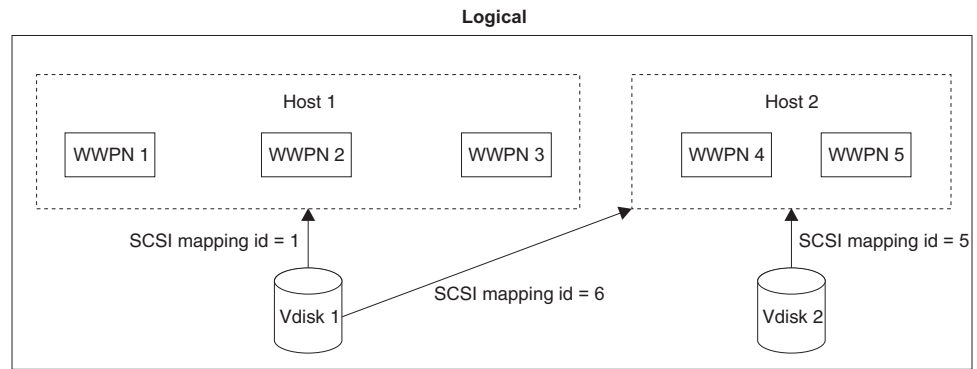 Logical
Host 1
Host 2
WWPN 1
WWPN 2
WWPN 3
WWPN 4
WWPN 5
SCSI mapping id = 1
SCSI mapping id = 5
SCSI mapping id = 6
Vdisk 1
Vdisk 2